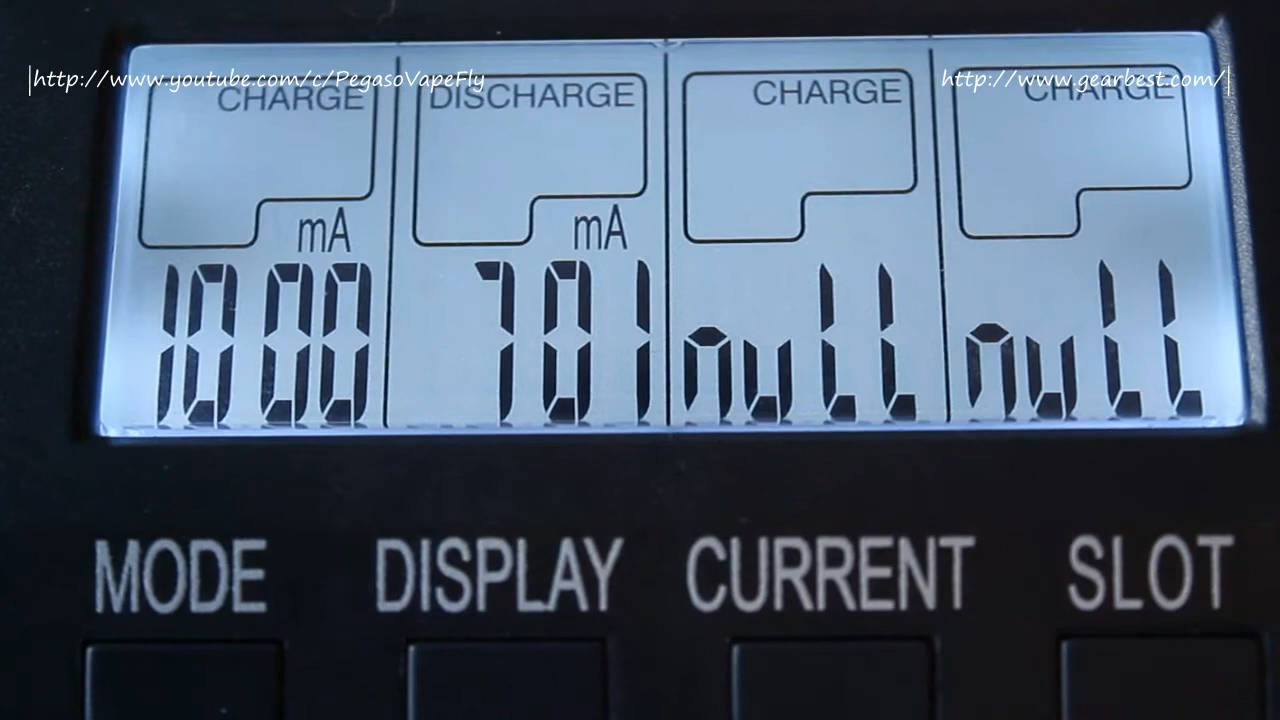 |http://www.youtube.com/c/PegasoVapeFly http://www.gearbest.com/|
CHARGE DISCHARGE CHARGE CHARGE
mA mA
1000 701 null null
MODE DISPLAY CURRENT SLOT